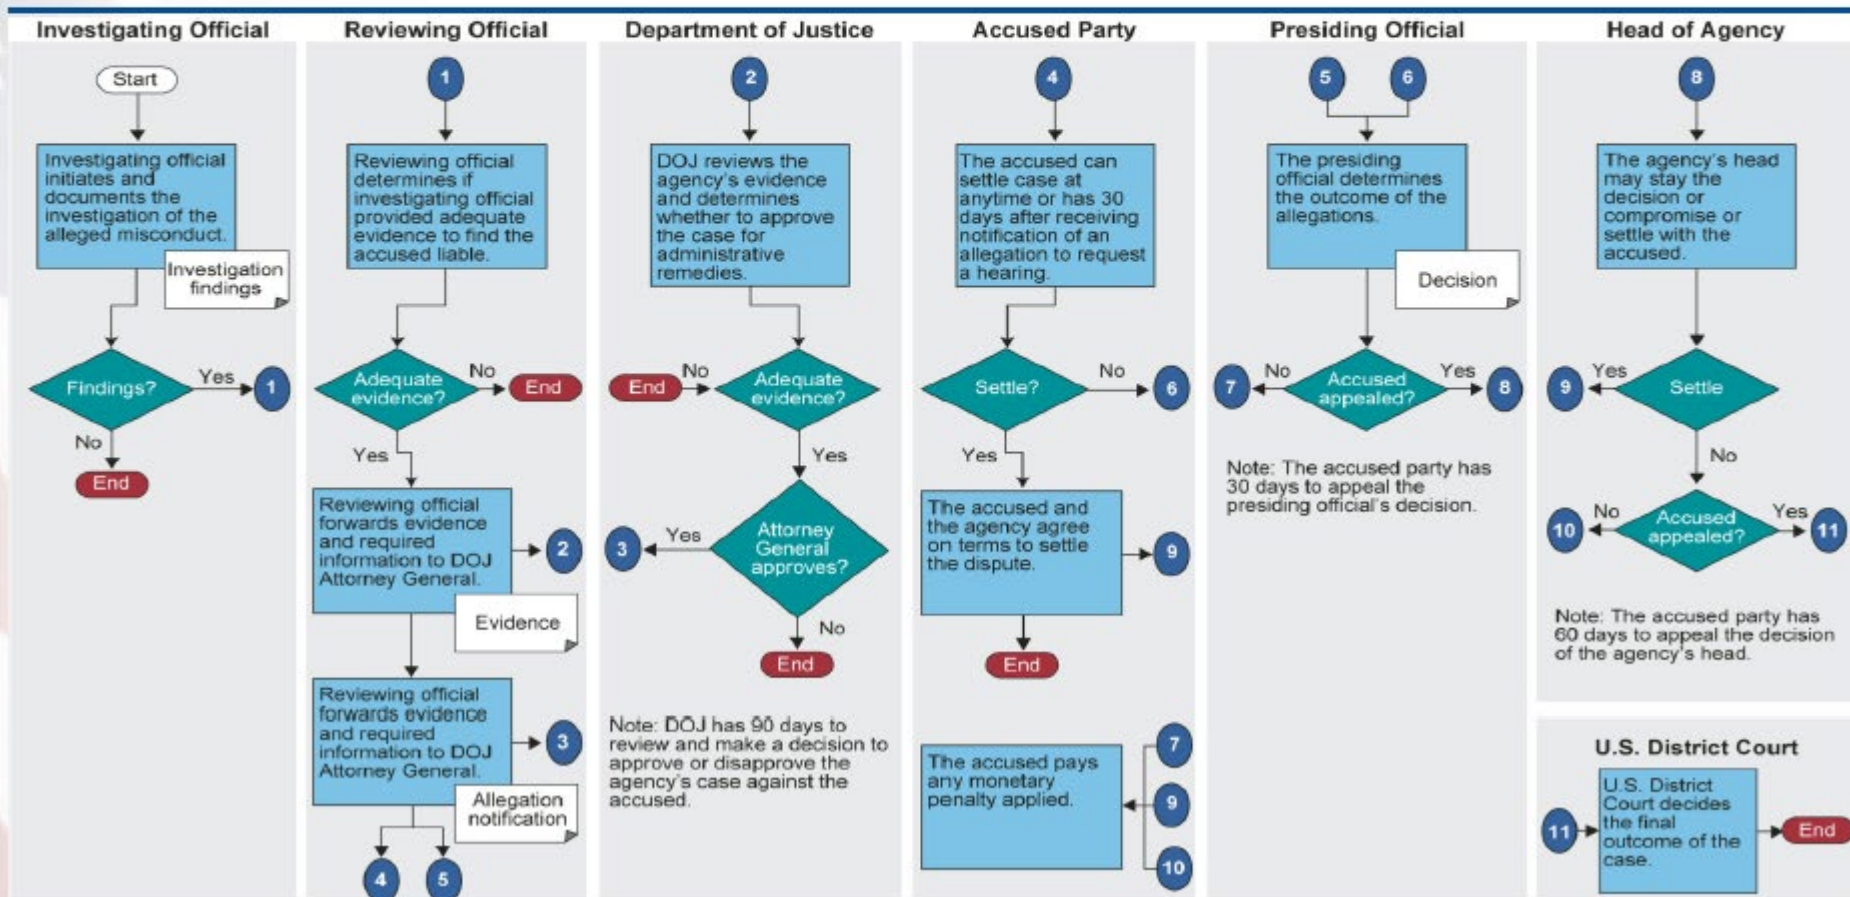 Investigating Official
Start
Investigating official
initiates and
documents the
investigation of the
alleged misconduct.
Investigation
findings
Findings?
Yes
1
No
End
Reviewing Official
1
Reviewing official
determines if
investigating official
provided adequate
evidence to find the
accused liable.
Adequate
evidence?
No
End
Yes
Reviewing official
forwards evidence
and required
information to DOJ
Attorney General.
2
Evidence
Reviewing official
forwards evidence
and required
information to DOJ
Attorney General.
3
Allegation
notification
4
5
Department of Justice
2
DOJ reviews the
agency's evidence
and determines
whether to approve
the case for
administrative
remedies.
End
No
Adequate
evidence?
Yes
3
Yes
Attorney
General
approves?
No
End
Note: DOJ has 90 days to
review and make a decision to
approve or disapprove the
agency's case against the
accused.
Accused Party
4
The accused can
settle case at
anytime or has 30
days after receiving
notification of an
allegation to request
a hearing.
Settle?
No
6
Yes
The accused and
the agency agree
on terms to settle
the dispute.
9
End
The accused pays
any monetary
penalty applied.
7
9
10
Presiding Official
5
6
The presiding
official determines
the outcome of the
allegations.
Decision
7
No
Accused
appealed?
Yes
8
Note: The accused party has
30 days to appeal the
presiding official's decision.
Head of Agency
8
The agency's head
may stay the
decision or
compromise or
settle with the
accused.
9
Yes
Settle
No
10
No
Accused
appealed?
Yes
11
Note: The accused party has
60 days to appeal the decision
of the agency's head.
U.S. District Court
11
U.S. District
Court decides
the final
outcome of the
case.
End